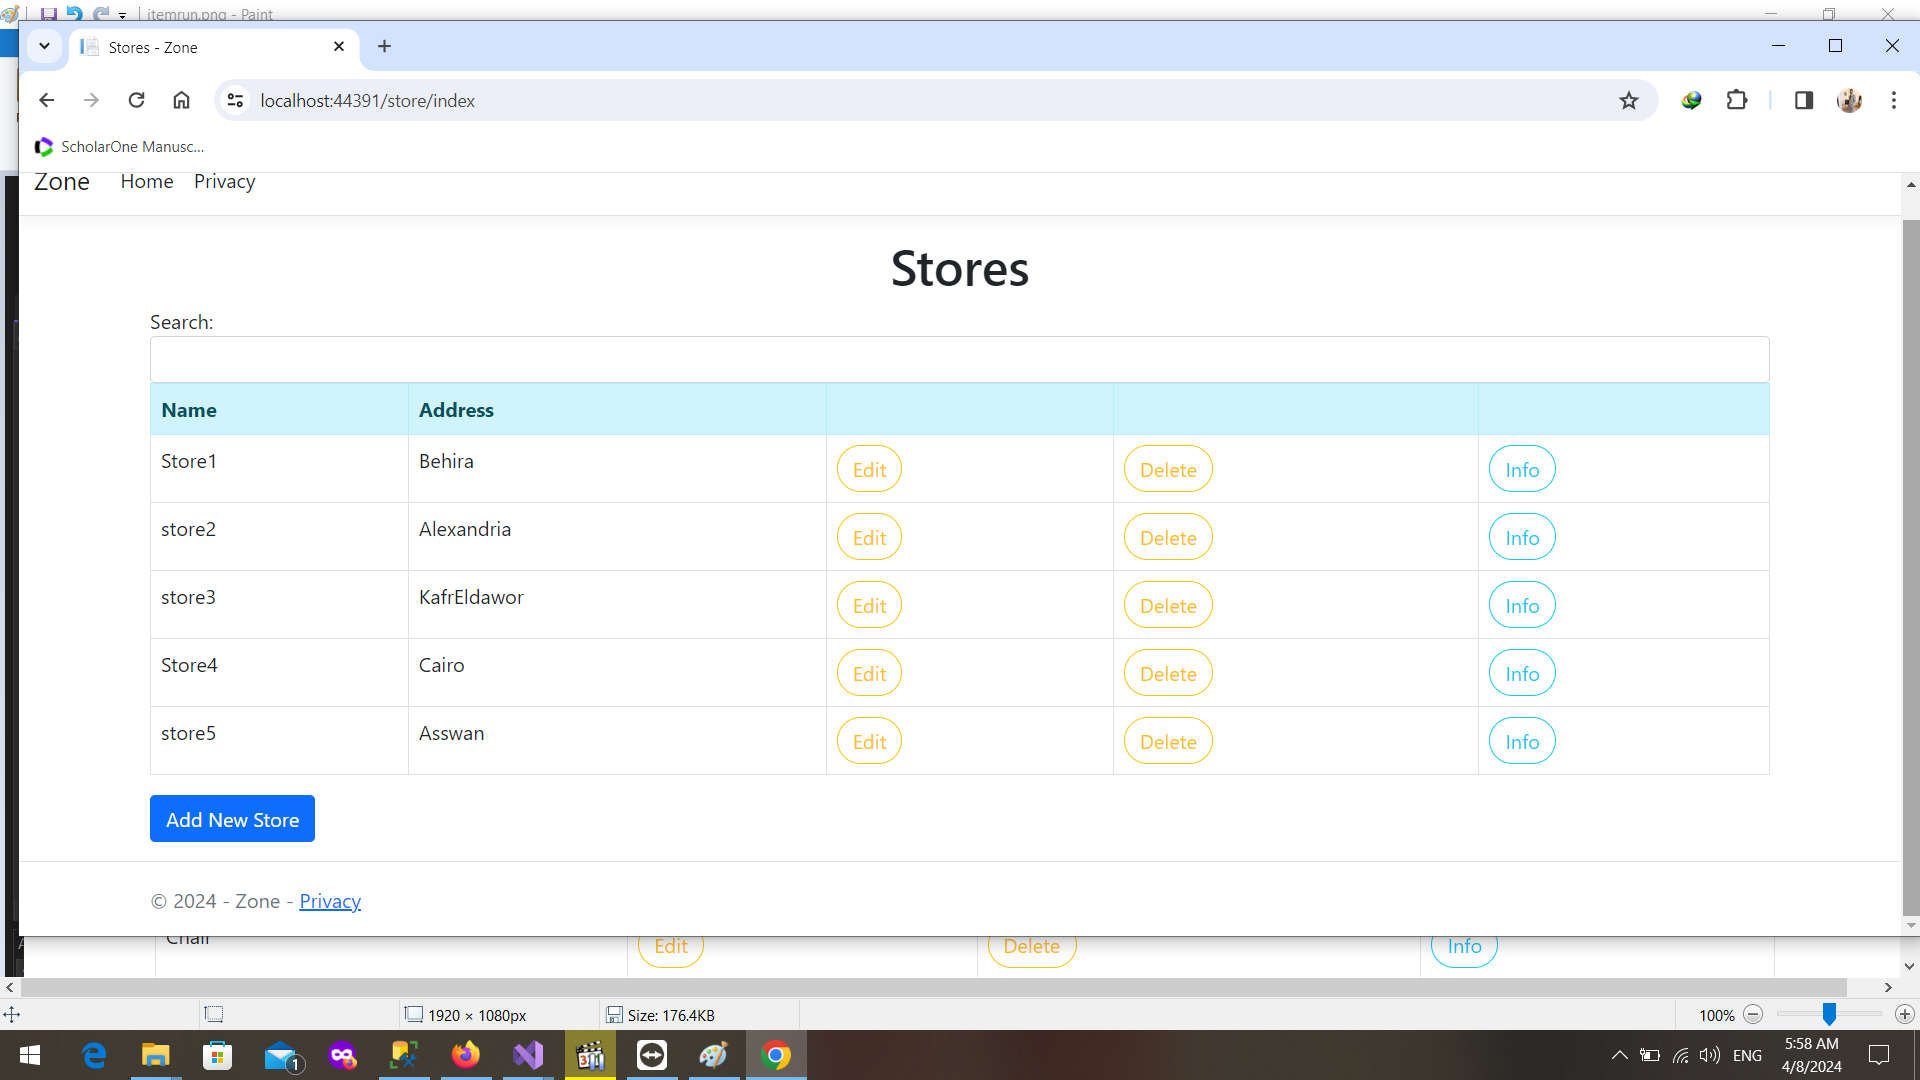 itemrun.png - Paint
Stores - Zone
localhost:44391/store/index
ScholarOne Manusc...
Zone Home Privacy
Stores
Search:
Name Address
Store1 Behira Edit Delete Info
store2 Alexandria Edit Delete Info
store3 KafrEldawor Edit Delete Info
Store4 Cairo Edit Delete Info
store5 Asswan Edit Delete Info
Add New Store
© 2024 - Zone - Privacy
Chair Edit Delete Info
1920 × 1080px Size: 176.4KB 100%
1 ENG 5:58 AM
4/8/2024